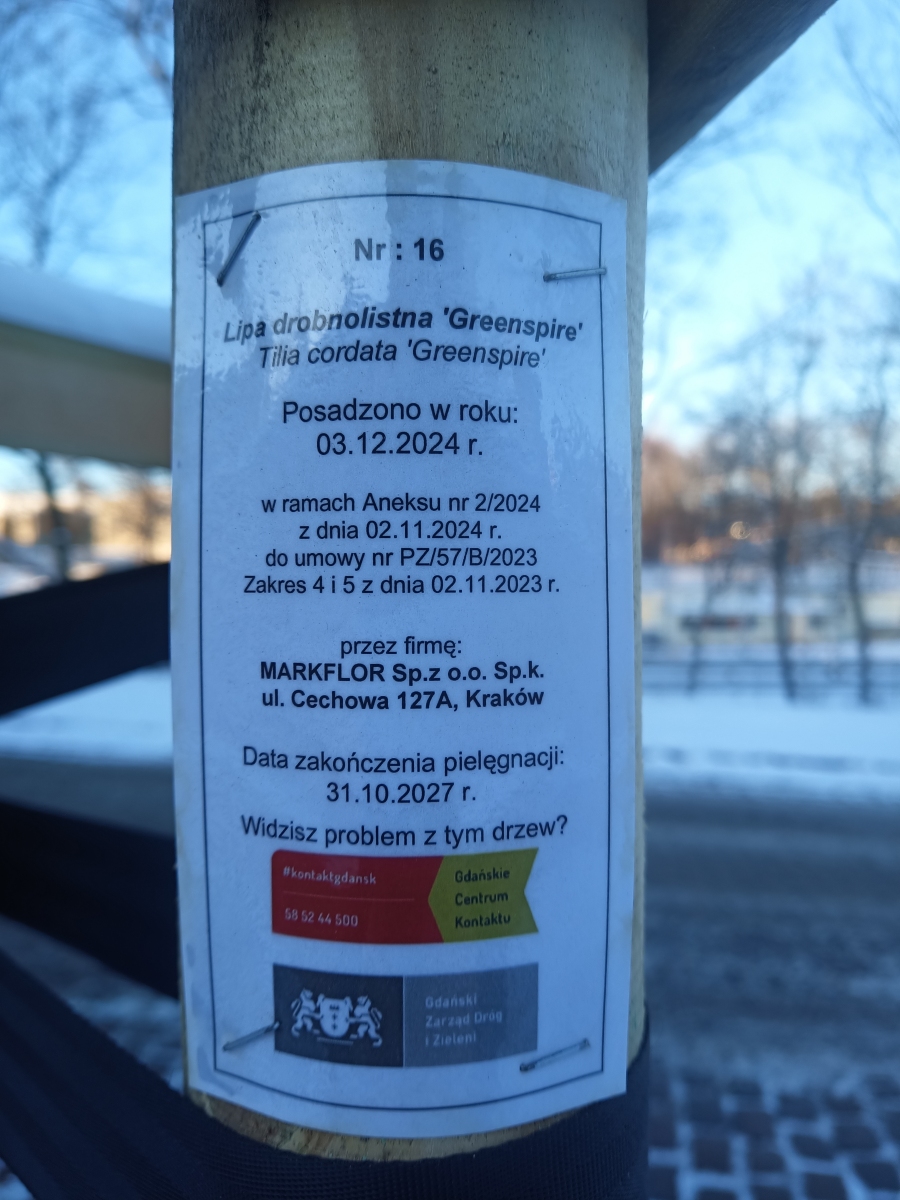 Nr : 16
Lipa drobnolistna 'Greenspire'
Tilia cordata 'Greenspire'
Posadzono w roku:
03.12.2024 r.
w ramach Aneksu nr 2/2024
z dnia 02.11.2024 r.
do umowy nr PZ/57/B/2023
Zakres 4 i 5 z dnia 02.11.2023 r.
przez firmę:
MARKFLOR Sp.z o.o. Sp.k.
ul. Cechowa 127A, Kraków
Data zakończenia pielęgnacji:
31.10.2027 r.
Widzisz problem z tym drzew?
#kontaktgdansk
58 52 44 500
Gdańskie
Centrum
Kontaktu
Gdański
Zarząd Dróg
i Zieleni